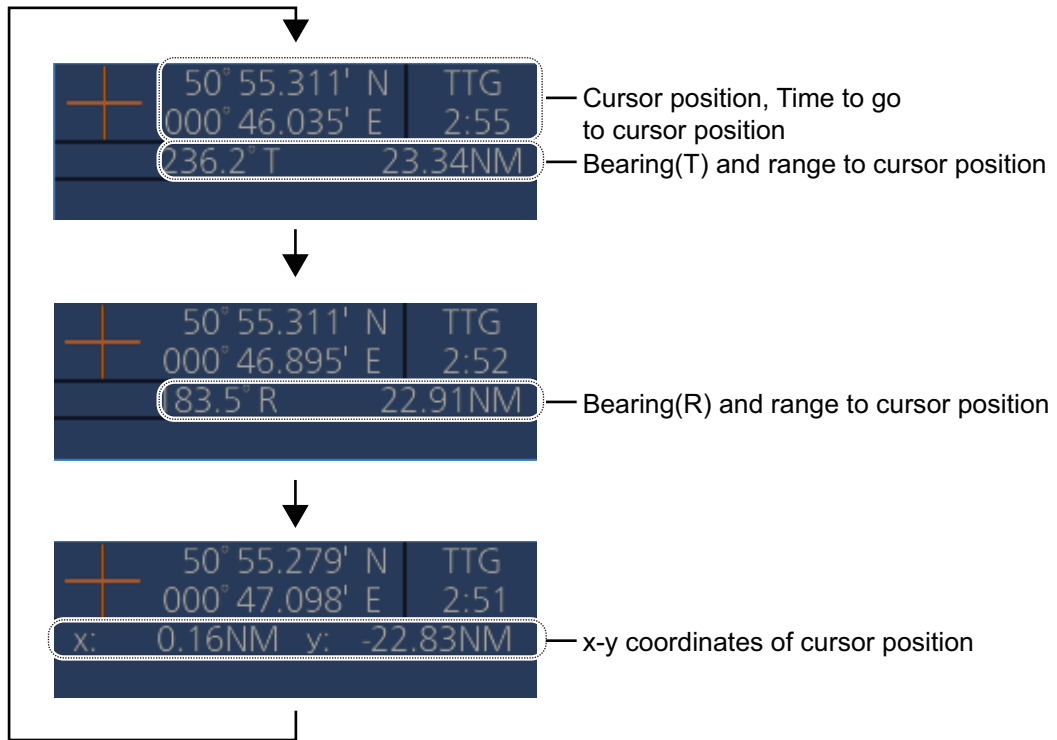 50° 55.311' N TTG
000° 46.035' E 2:55
236.2° T 23.34NM
Cursor position, Time to go
to cursor position
Bearing(T) and range to cursor position
50° 55.311' N TTG
000° 46.895' E 2:52
183.5° R 22.91NM
Bearing(R) and range to cursor position
50° 55.279' N TTG
000° 47.098' E 2:51
x: 0.16NM y: -22.83NM
x-y coordinates of cursor position